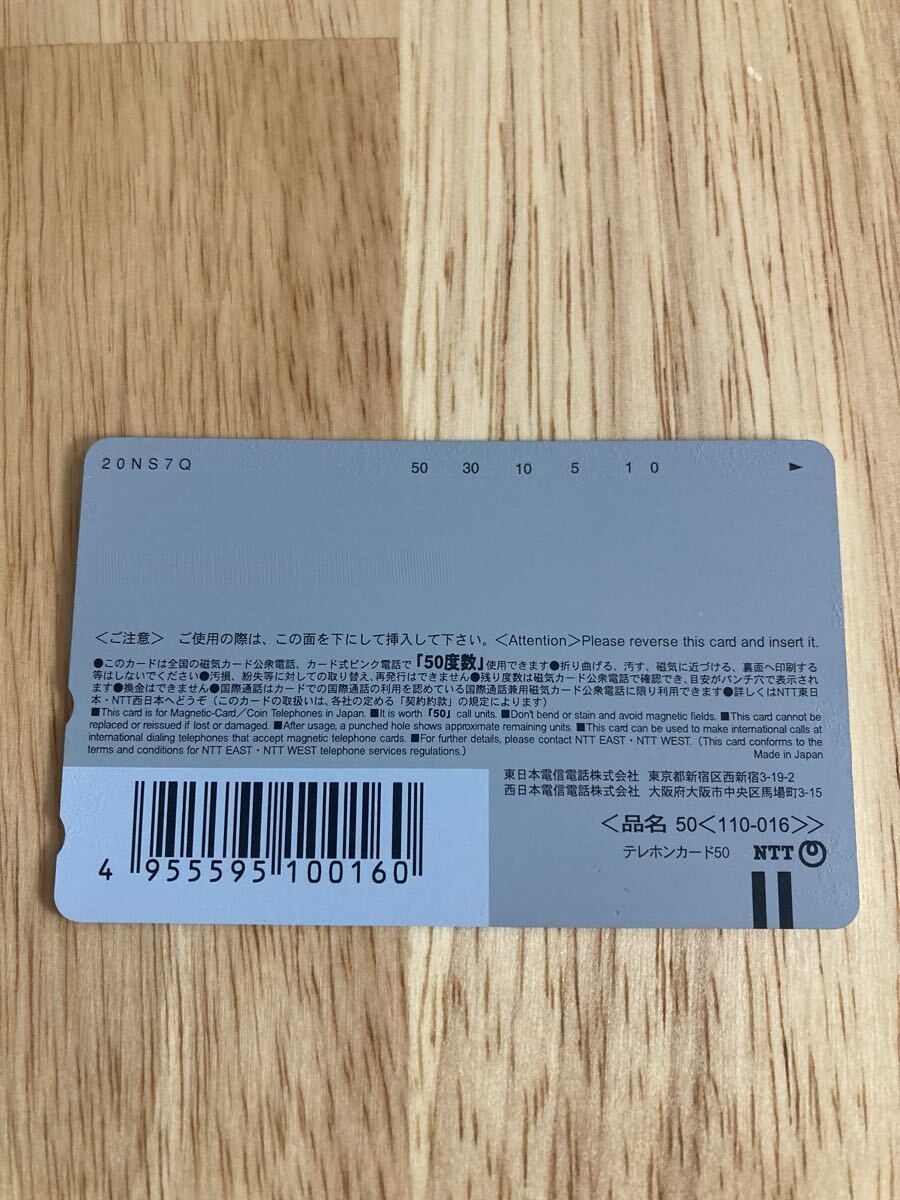 20NS7Q 50 30 10 5 1 0
<ご注意> ご使用の際は、この面を下にして挿入して下さい。<Attention>Please reverse this card and insert it.
●このカードは全国の磁気カード公衆電話、カード式ピンク電話で「50度数」使用できます●折り曲げる、汚す、磁気に近づける、裏面へ印刷する
等はしないでください●汚損、紛失等に対しての取り替え、再発行はできません●残り度数は磁気カード公衆電話で確認でき、目安がパンチ穴で表示され
ます●換金はできません●国際通話はカードでの国際通話の利用を認めている国際通話兼用磁気カード公衆電話に限り利用できます●詳しくはNTT東日
本・NTT西日本へどうぞ(このカードの取扱いは、各社の定める「契約約款」の規定によります)
■This card is for Magnetic-Card/Coin Telephones in Japan. ■It is worth「50」call units. ■Don't bend or stain and avoid magnetic fields. ■This card cannot be
replaced or reissued if lost or damaged. ■After usage, a punched hole shows approximate remaining units. ■This card can be used to make international calls at
international dialing telephones that accept magnetic telephone cards. ■For further details, please contact NTT EAST・NTT WEST. (This card conforms to the
terms and conditions for NTT EAST・NTT WEST telephone services regulations.) Made in Japan
東日本電信電話株式会社 東京都新宿区西新宿3-19-2
西日本電信電話株式会社 大阪府大阪市中央区馬場町3-15
<品名 50<110-016>>
テレホンカード50 NTT
4 955595 100160